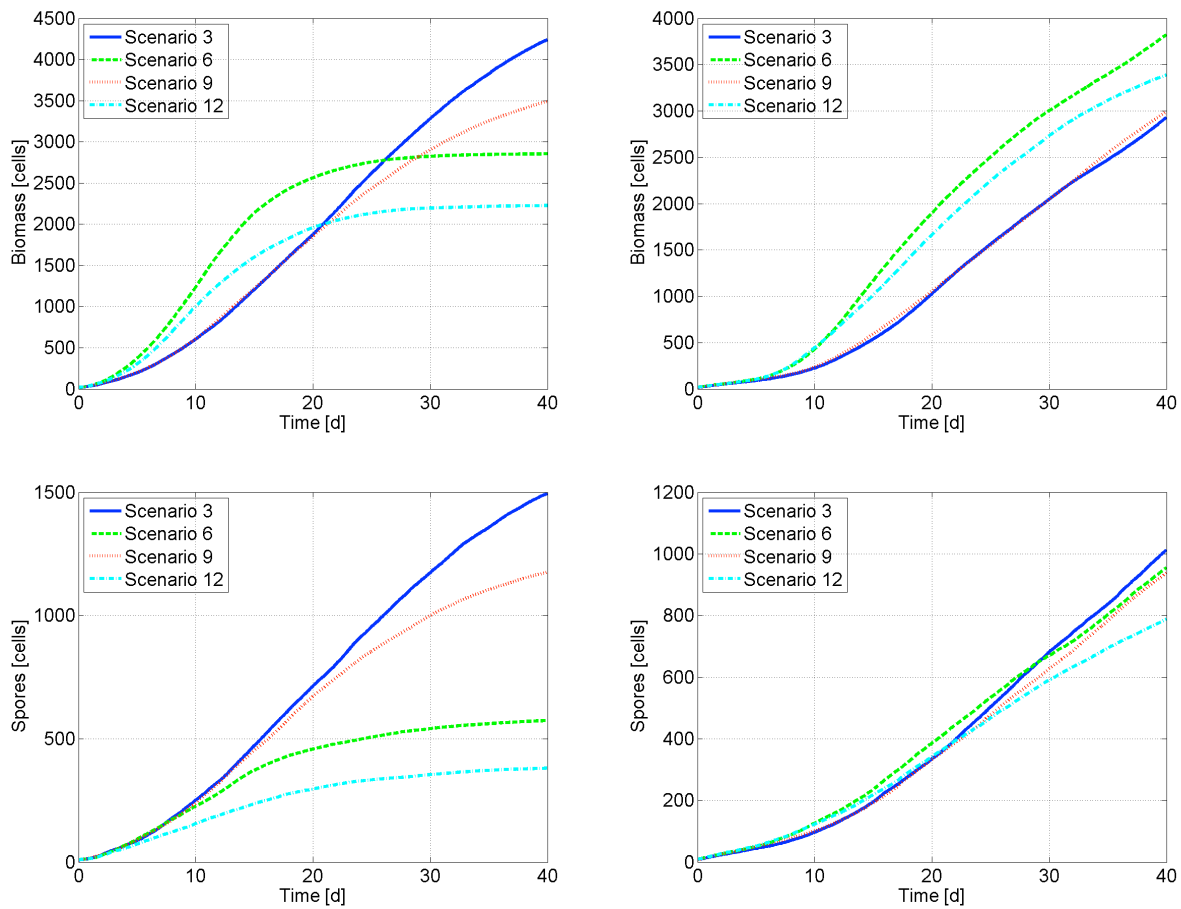 4500
4000
3500
3000
2500
2000
1500
1000
500
0
Biomass [cells]
Scenario 3
Scenario 6
Scenario 9
Scenario 12
0 10 20 30 40
Time [d]
4000
3500
3000
2500
2000
1500
1000
500
0
Biomass [cells]
Scenario 3
Scenario 6
Scenario 9
Scenario 12
0 10 20 30 40
Time [d]
1500
1000
500
0
Spores [cells]
Scenario 3
Scenario 6
Scenario 9
Scenario 12
0 10 20 30 40
Time [d]
1200
1000
800
600
400
200
0
Spores [cells]
Scenario 3
Scenario 6
Scenario 9
Scenario 12
0 10 20 30 40
Time [d]